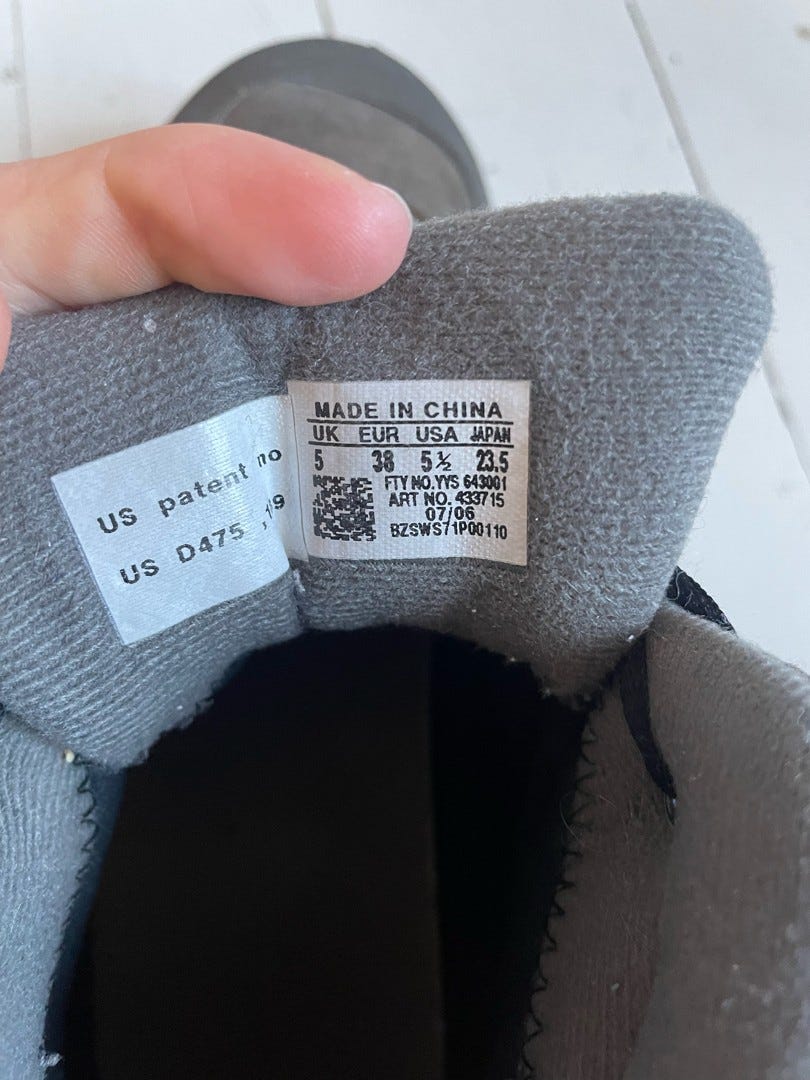 US patent no
US D475
MADE IN CHINA
UK EUR USA JAPAN
5 38 5½ 23.5
FTY NO.YYS 643001
ART NO. 433715
07/06
BZSWS71P00110